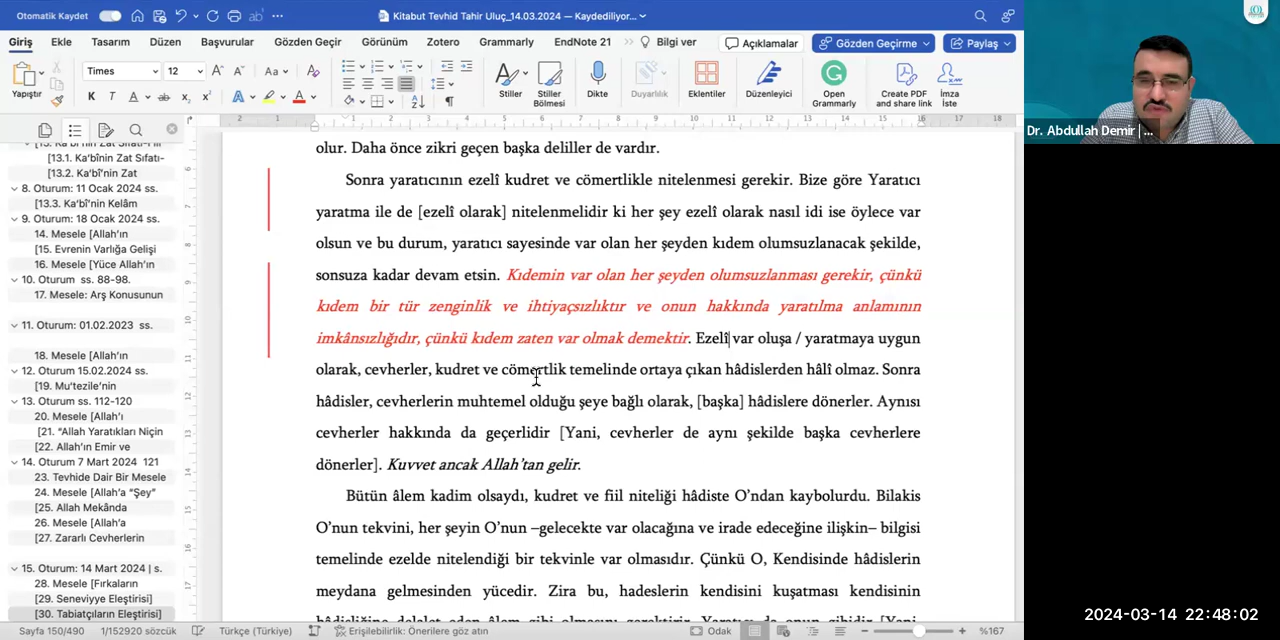 Otomatik Kaydet
Kitabut Tevhid Tahir Uluç_14.03.2024 — Kaydediliyor...
Giriş Ekle Tasarım Düzen Başvurular Gözden Geçir Görünüm Zotero Grammarly EndNote 21 Bilgi ver Açıklamalar Gözden Geçirme Paylaş
Yapıştır
Times 12
K T A
Stiller
Stiller Bölmesi
Dikte
Duyarlılık
Eklentiler
Düzenleyici
Open Grammarly
Create PDF and share link
İmza İste
[13.1. Ka‘bînin Zat Sıfatı-
[13.2. Ka‘bî’nin Zat
8. Oturum: 11 Ocak 2024 ss.
[13.3. Ka‘bî’nin Kelâm
9. Oturum: 18 Ocak 2024 ss.
14. Mesele [Allah’ın
[15. Evrenin Varlığa Gelişi
16. Mesele [Yüce Allah’ın
10. Oturum ss. 88-98.
17. Mesele: Arş Konusunun
11. Oturum: 01.02.2023 ss.
18. Mesele [Allah’ın
12. Oturum 15.02.2024 ss.
[19. Mu‘tezile’nin
13. Oturum ss. 112-120
20. Mesele [Allah’ı
[21. “Allah Yaratıkları Niçin
[22. Allah’ın Emir ve
14. Oturum 7 Mart 2024 121
23. Tevhide Dair Bir Mesele
24. Mesele [Allah’a “Şey”
[25. Allah Mekânda
26. Mesele [Allah’a
[27. Zararlı Cevherlerin
15. Oturum: 14 Mart 2024 | s.
28. Mesele [Fırkaların
[29. Seneviyye Eleştirisi]
[30. Tabiatçıların Eleştirisi]
olur. Daha önce zikri geçen başka deliller de vardır.
Sonra yaratıcının ezelî kudret ve cömertlikle nitelenmesi gerekir. Bize göre Yaratıcı
yaratma ile de [ezelî olarak] nitelenmelidir ki her şey ezelî olarak nasıl idi ise öylece var
olsun ve bu durum, yaratıcı sayesinde var olan her şeyden kıdem olumsuzlanacak şekilde,
sonsuza kadar devam etsin. Kıdemin var olan her şeyden olumsuzlanması gerekir, çünkü
kıdem bir tür zenginlik ve ihtiyaçsızlıktır ve onun hakkında yaratılma anlamının
imkânsızlığıdır, çünkü kıdem zaten var olmak demektir. Ezelî var oluşa / yaratmaya uygun
olarak, cevherler, kudret ve cömertlik temelinde ortaya çıkan hâdislerden hâlî olmaz. Sonra
hâdisler, cevherlerin muhtemel olduğu şeye bağlı olarak, [başka] hâdislere dönerler. Aynısı
cevherler hakkında da geçerlidir [Yani, cevherler de aynı şekilde başka cevherlere
dönerler]. Kuvvet ancak Allah’tan gelir.
Bütün âlem kadim olsaydı, kudret ve fiil niteliği hâdiste O’ndan kaybolurdu. Bilakis
O’nun tekvini, her şeyin O’nun –gelecekte var olacağına ve irade edeceğine ilişkin– bilgisi
temelinde ezelde nitelendiği bir tekvinle var olmasıdır. Çünkü O, Kendisinde hâdislerin
meydana gelmesinden yücedir. Zira bu, hadeslerin kendisini kuşatması kendisinin
Sayfa 150/490 1/152920 sözcük Türkçe (Türkiye) Erişilebilirlik: Önerilere göz atın Odak %167
Dr. Abdullah Demir | ...
2024-03-14 22:48:02